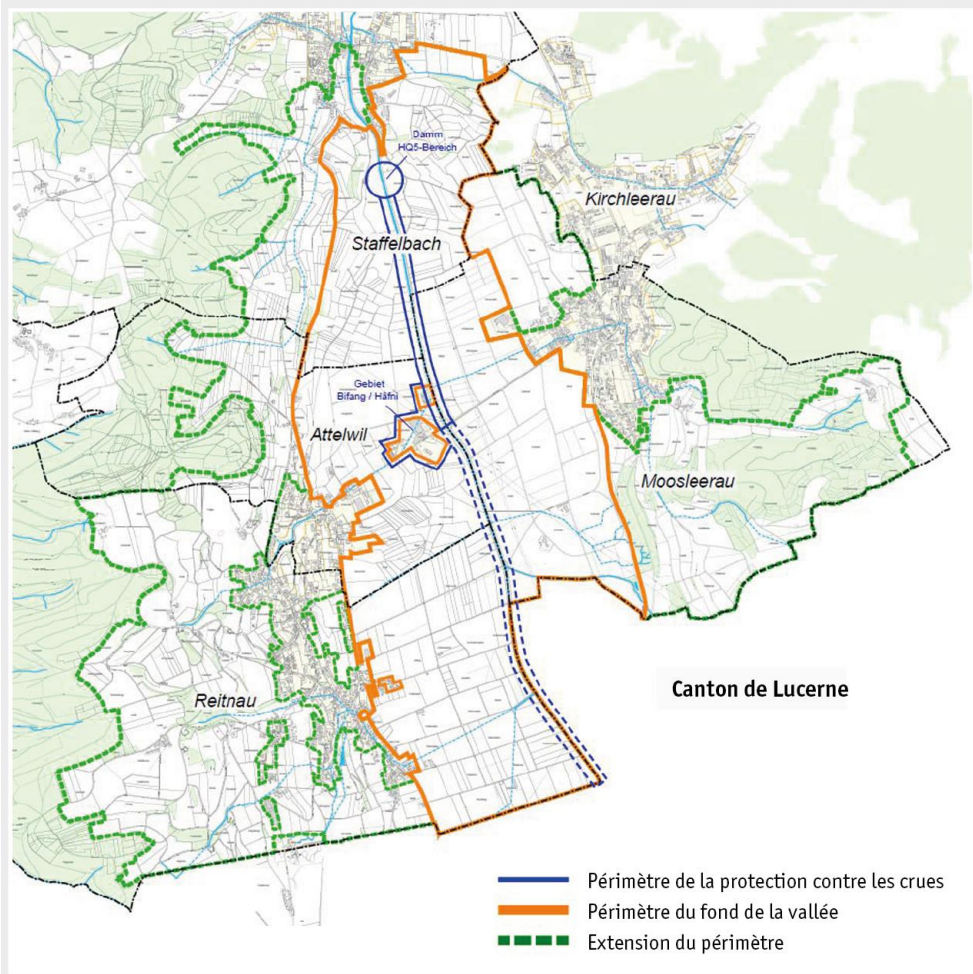 Damm
HQ5-Bereich
Kirchleerau
Staffelbach
Gebiet
Bifang / Häfni
Attelwil
Moosleerau
Reitnau
Canton de Lucerne
Périmètre de la protection contre les crues
Périmètre du fond de la vallée
Extension du périmètre